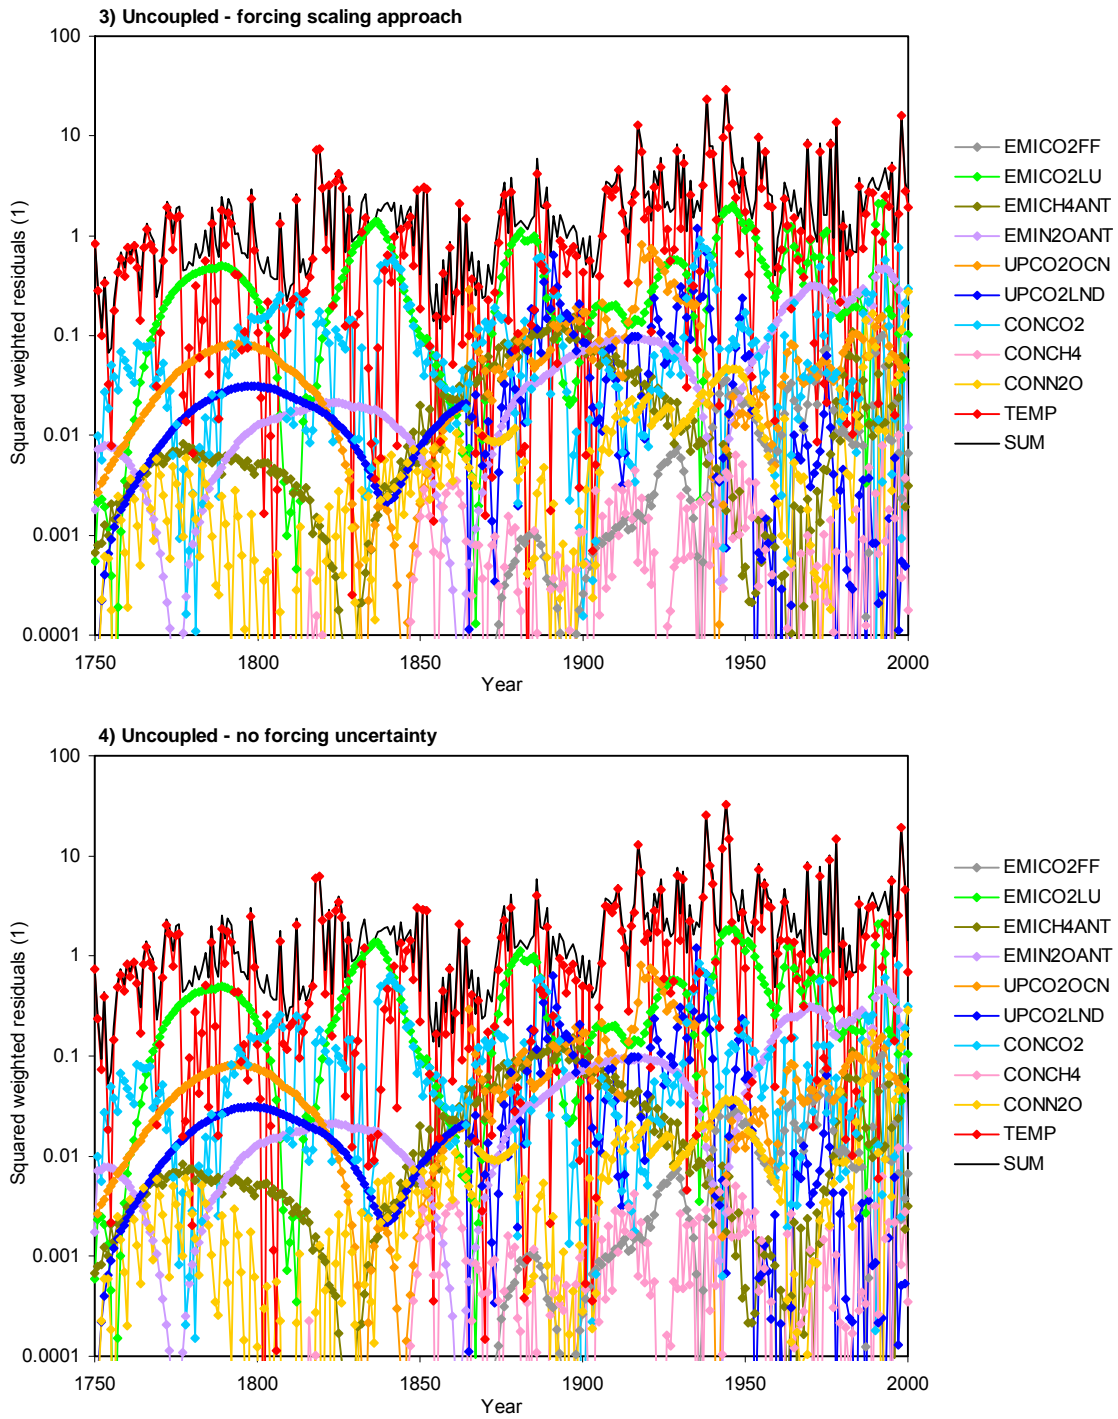 3) Uncoupled - forcing scaling approach
100
10
1
0.1
0.01
0.001
0.0001
Squared weighted residuals (1)
1750 1800 1850 1900 1950 2000
Year
EMICO2FF
EMICO2LU
EMICH4ANT
EMIN2OANT
UPCO2OCN
UPCO2LND
CONCO2
CONCH4
CONN2O
TEMP
SUM
4) Uncoupled - no forcing uncertainty
100
10
1
0.1
0.01
0.001
0.0001
Squared weighted residuals (1)
1750 1800 1850 1900 1950 2000
Year
EMICO2FF
EMICO2LU
EMICH4ANT
EMIN2OANT
UPCO2OCN
UPCO2LND
CONCO2
CONCH4
CONN2O
TEMP
SUM